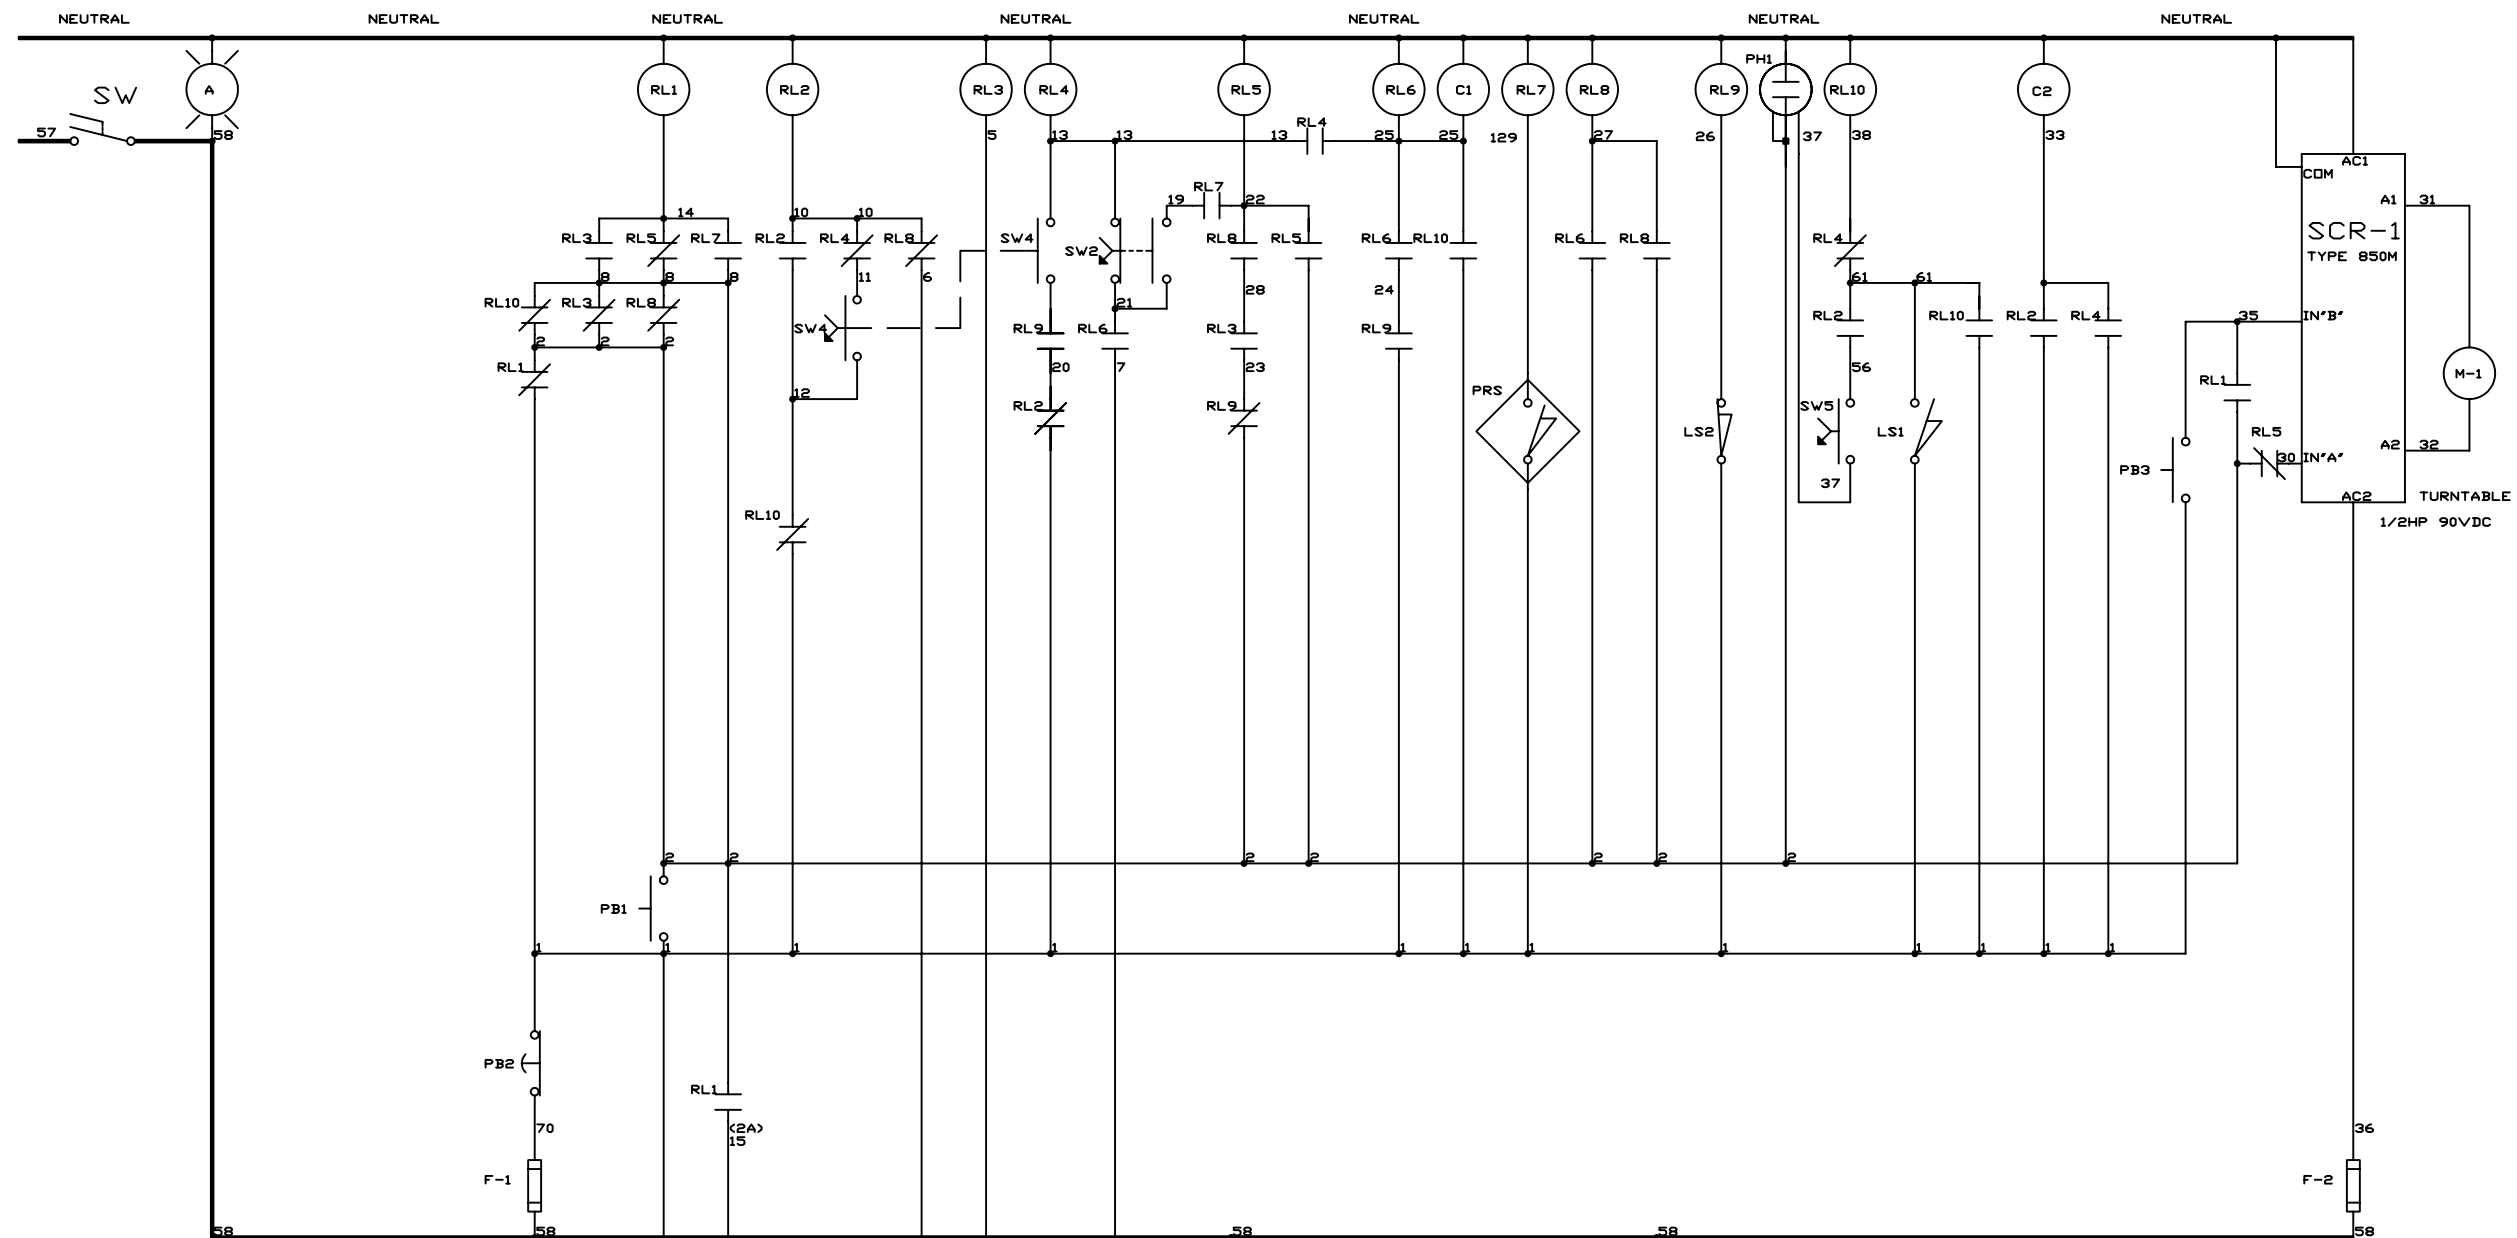 NEUTRAL NEUTRAL NEUTRAL NEUTRAL NEUTRAL NEUTRAL NEUTRAL
PH1
SW A RL1 RL2 RL3 RL4 RL5 RL6 C1 RL7 RL8 RL9 RL10 C2
RL4
57 58 5 13 13 13 25 25 129 27 26 37 38 33
AC1
COM
RL7
19 22 A1 31
14 10 10
SCR-1
RL3 RL5 RL7 RL2 RL4 RL8 SW4 SW2 RL8 RL5 RL6 RL10 RL6 RL8 RL4
TYPE 850M
8 8 8 11 6 61 61
28 24
RL10 RL3 RL8 21
RL2 RL10 RL2 RL4 35 IN"B"
SW4 RL9 RL6 RL3 RL9
2 2 2
RL1 20 7 23 56 M-1
RL1
PRS
12 RL2 RL9 SW5
LS2 LS1 RL5
A2 32
30 IN"A"
PB3
37
AC2 TURNTABLE
RL10 1/2HP 90VDC
2 2 2 2 2 2 2
PB1
1 1 1 1 1 1 1 1 1 1 1 1
PB2
RL1
70 (2A) 36
15
F-1 F-2
58 58 58 58 58